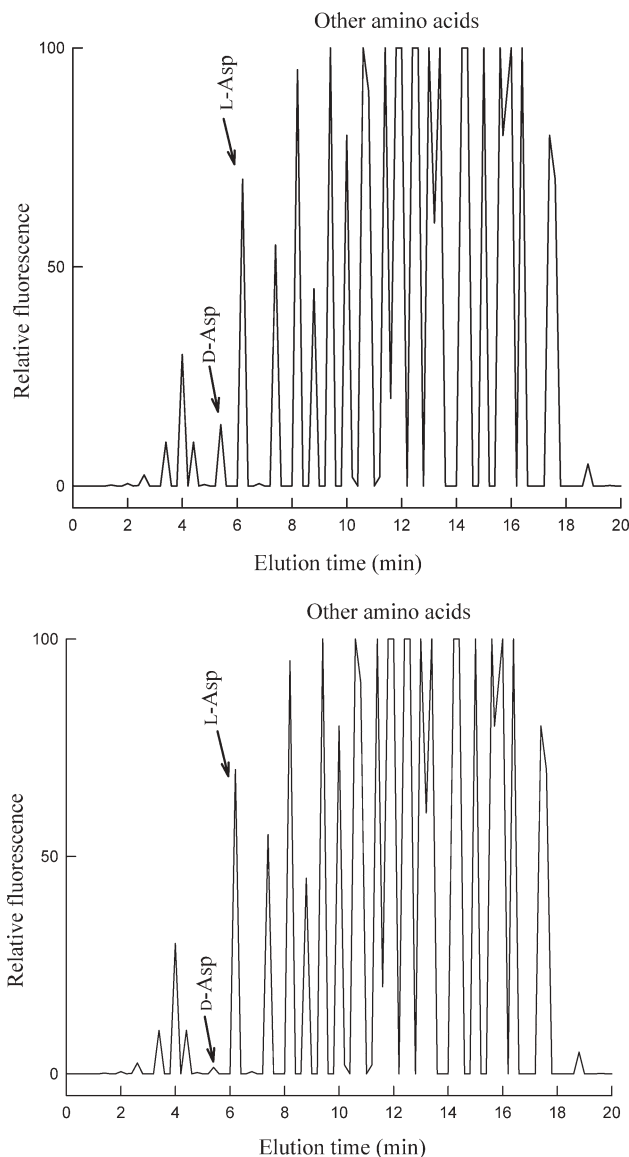 Other amino acids
100
L-Asp
50
D-Asp
Relative fluorescence
0
0 2 4 6 8 10 12 14 16 18 20
Elution time (min)
Other amino acids
100
L-Asp
50
D-Asp
Relative fluorescence
0
0 2 4 6 8 10 12 14 16 18 20
Elution time (min)